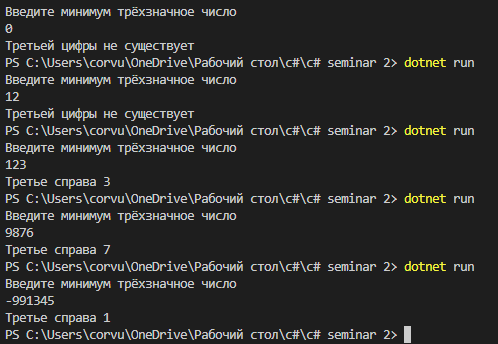 Введите минимум трёхзначное число
0
Третьей цифры не существует
PS C:\Users\corvu\OneDrive\Рабочий стол\c#\c# seminar 2> dotnet run
Введите минимум трёхзначное число
12
Третьей цифры не существует
PS C:\Users\corvu\OneDrive\Рабочий стол\c#\c# seminar 2> dotnet run
Введите минимум трёхзначное число
123
Третье справа 3
PS C:\Users\corvu\OneDrive\Рабочий стол\c#\c# seminar 2> dotnet run
Введите минимум трёхзначное число
9876
Третье справа 7
PS C:\Users\corvu\OneDrive\Рабочий стол\c#\c# seminar 2> dotnet run
Введите минимум трёхзначное число
-991345
Третье справа 1
PS C:\Users\corvu\OneDrive\Рабочий стол\c#\c# seminar 2>